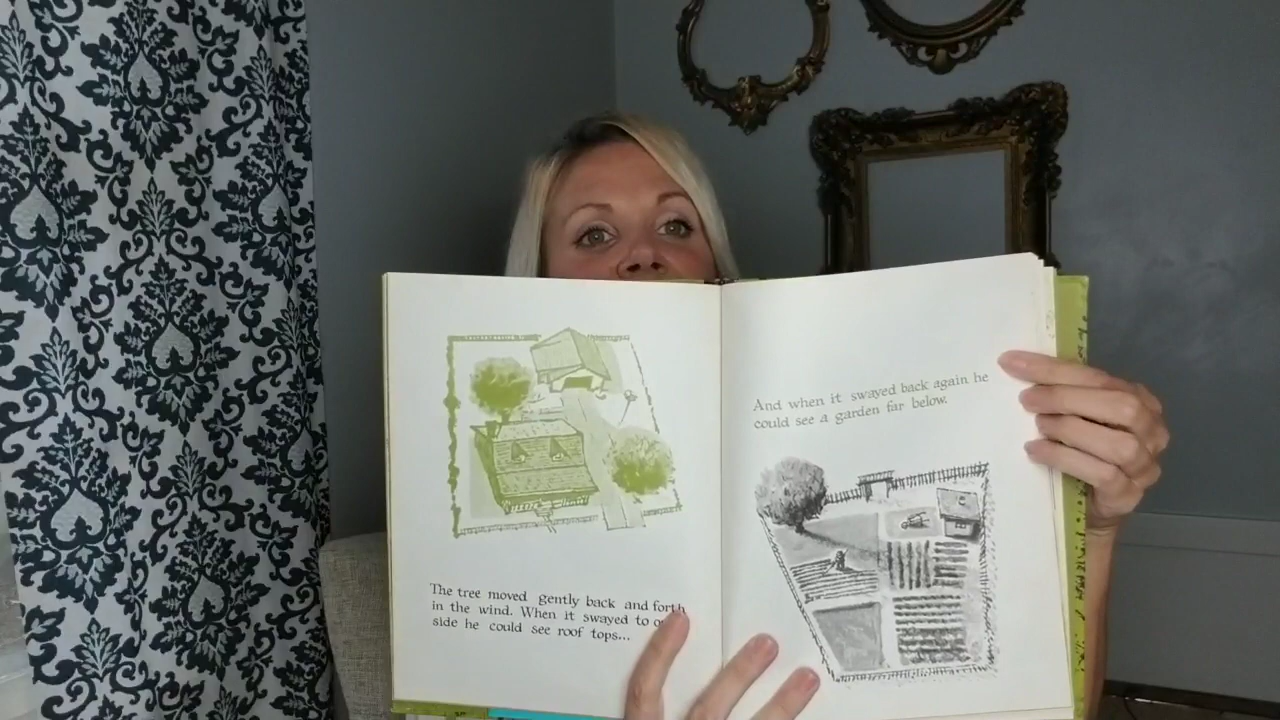 The tree moved gently back and forth
in the wind. When it swayed to
side he could see roof tops...
And when it swayed back again he
could see a garden far below.